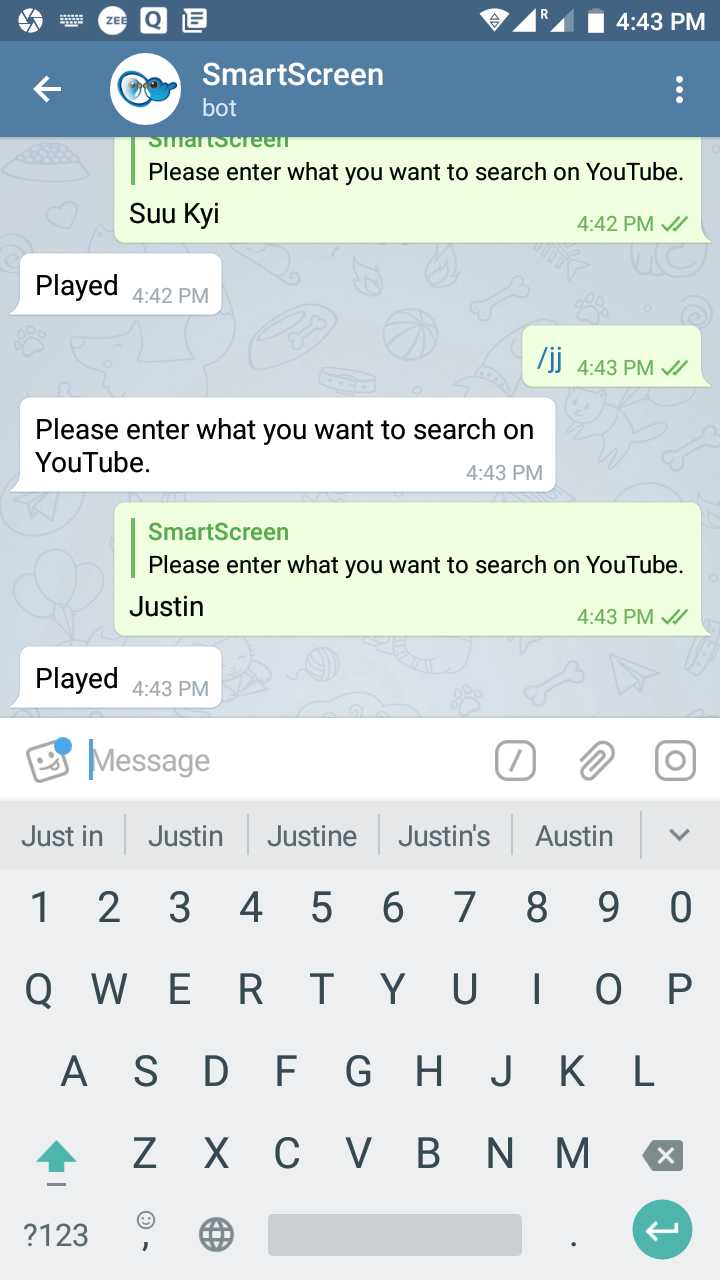 ZEE Q R 4:43 PM
SmartScreen
bot
SmartScreen
Please enter what you want to search on YouTube.
Suu Kyi
4:42 PM
Played 4:42 PM
/jj 4:43 PM
Please enter what you want to search on
YouTube.
4:43 PM
SmartScreen
Please enter what you want to search on YouTube.
Justin
4:43 PM
Played 4:43 PM
Message
Just in Justin Justine Justin's Austin
1 2 3 4 5 6 7 8 9 0
Q W E R T Y U I O P
A S D F G H J K L
Z X C V B N M
?123 , .